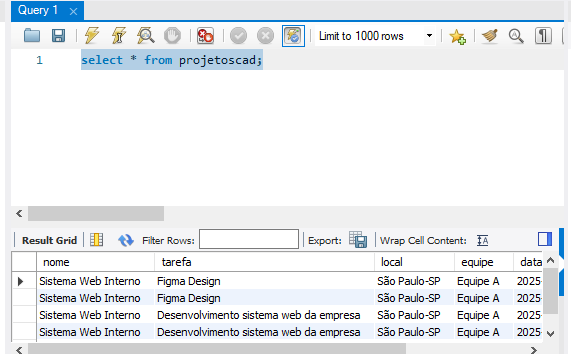 Query 1
Limit to 1000 rows
1 select * from projetoscad;
Result Grid Filter Rows: Export: Wrap Cell Content:
nome tarefa local equipe data
Sistema Web Interno Figma Design São Paulo-SP Equipe A 2025
Sistema Web Interno Figma Design São Paulo-SP Equipe A 2025
Sistema Web Interno Desenvolvimento sistema web da empresa São Paulo-SP Equipe A 2025
Sistema Web Interno Desenvolvimento sistema web da empresa São Paulo-SP Equipe A 2025